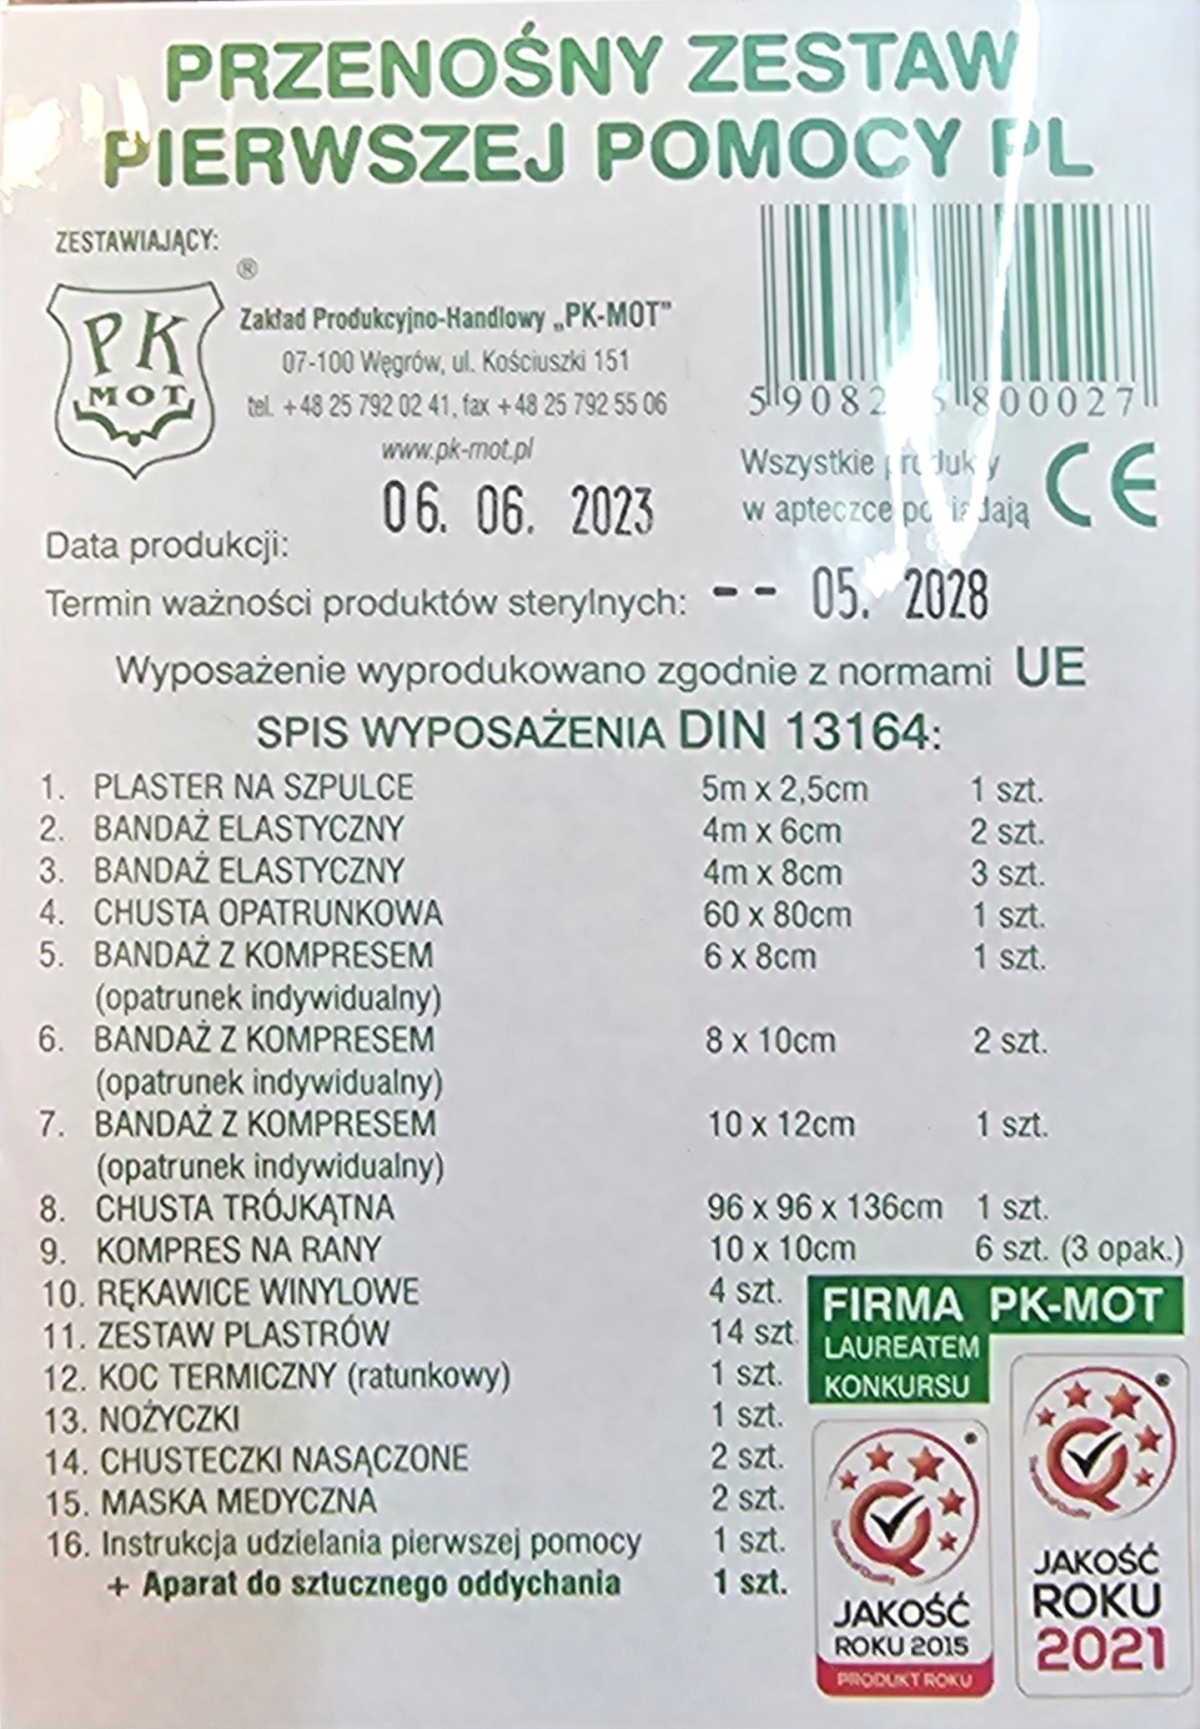 PRZENOŚNY ZESTAW
PIERWSZEJ POMOCY PL
ZESTAWIAJĄCY:
®
PK
MOT
Zakład Produkcyjno-Handlowy „PK-MOT"
07-100 Węgrów, ul. Kościuszki 151
tel. +48 25 792 02 41, fax +48 25 792 55 06
www.pk-mot.pl
Wszystkie produkty
w apteczce posiadają
CE
Data produkcji: 06. 06. 2023
Termin ważności produktów sterylnych: -- 05. 2028
Wyposażenie wyprodukowano zgodnie z normami UE
SPIS WYPOSAŻENIA DIN 13164:
1. PLASTER NA SZPULCE 5m x 2,5cm 1 szt.
2. BANDAŻ ELASTYCZNY 4m x 6cm 2 szt.
3. BANDAŻ ELASTYCZNY 4m x 8cm 3 szt.
4. CHUSTA OPATRUNKOWA 60 x 80cm 1 szt.
5. BANDAŻ Z KOMPRESEM 6 x 8cm 1 szt.
(opatrunek indywidualny)
6. BANDAŻ Z KOMPRESEM 8 x 10cm 2 szt.
(opatrunek indywidualny)
7. BANDAŻ Z KOMPRESEM 10 x 12cm 1 szt.
(opatrunek indywidualny)
8. CHUSTA TRÓJKĄTNA 96 x 96 x 136cm 1 szt.
9. KOMPRES NA RANY 10 x 10cm 6 szt. (3 opak.)
10. RĘKAWICE WINYLOWE 4 szt.
11. ZESTAW PLASTRÓW 14 szt
12. KOC TERMICZNY (ratunkowy) 1 szt.
13. NOŻYCZKI 1 szt.
14. CHUSTECZKI NASĄCZONE 2 szt.
15. MASKA MEDYCZNA 2 szt.
16. Instrukcja udzielania pierwszej pomocy 1 szt.
+ Aparat do sztucznego oddychania 1 szt.
FIRMA PK-MOT
LAUREATEM
KONKURSU
JAKOŚĆ
ROKU 2015
PRODUKT ROKU
JAKOŚĆ
ROKU
2021